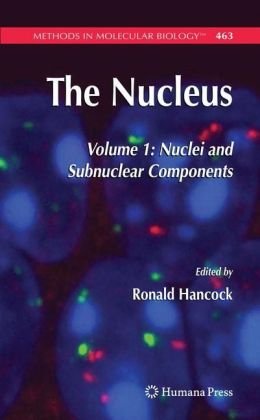 METHODS IN MOLECULAR BIOLOGY™ 463
The Nucleus
Volume 1: Nuclei and
Subnuclear Components
Edited by
Ronald Hancock
Humana Press